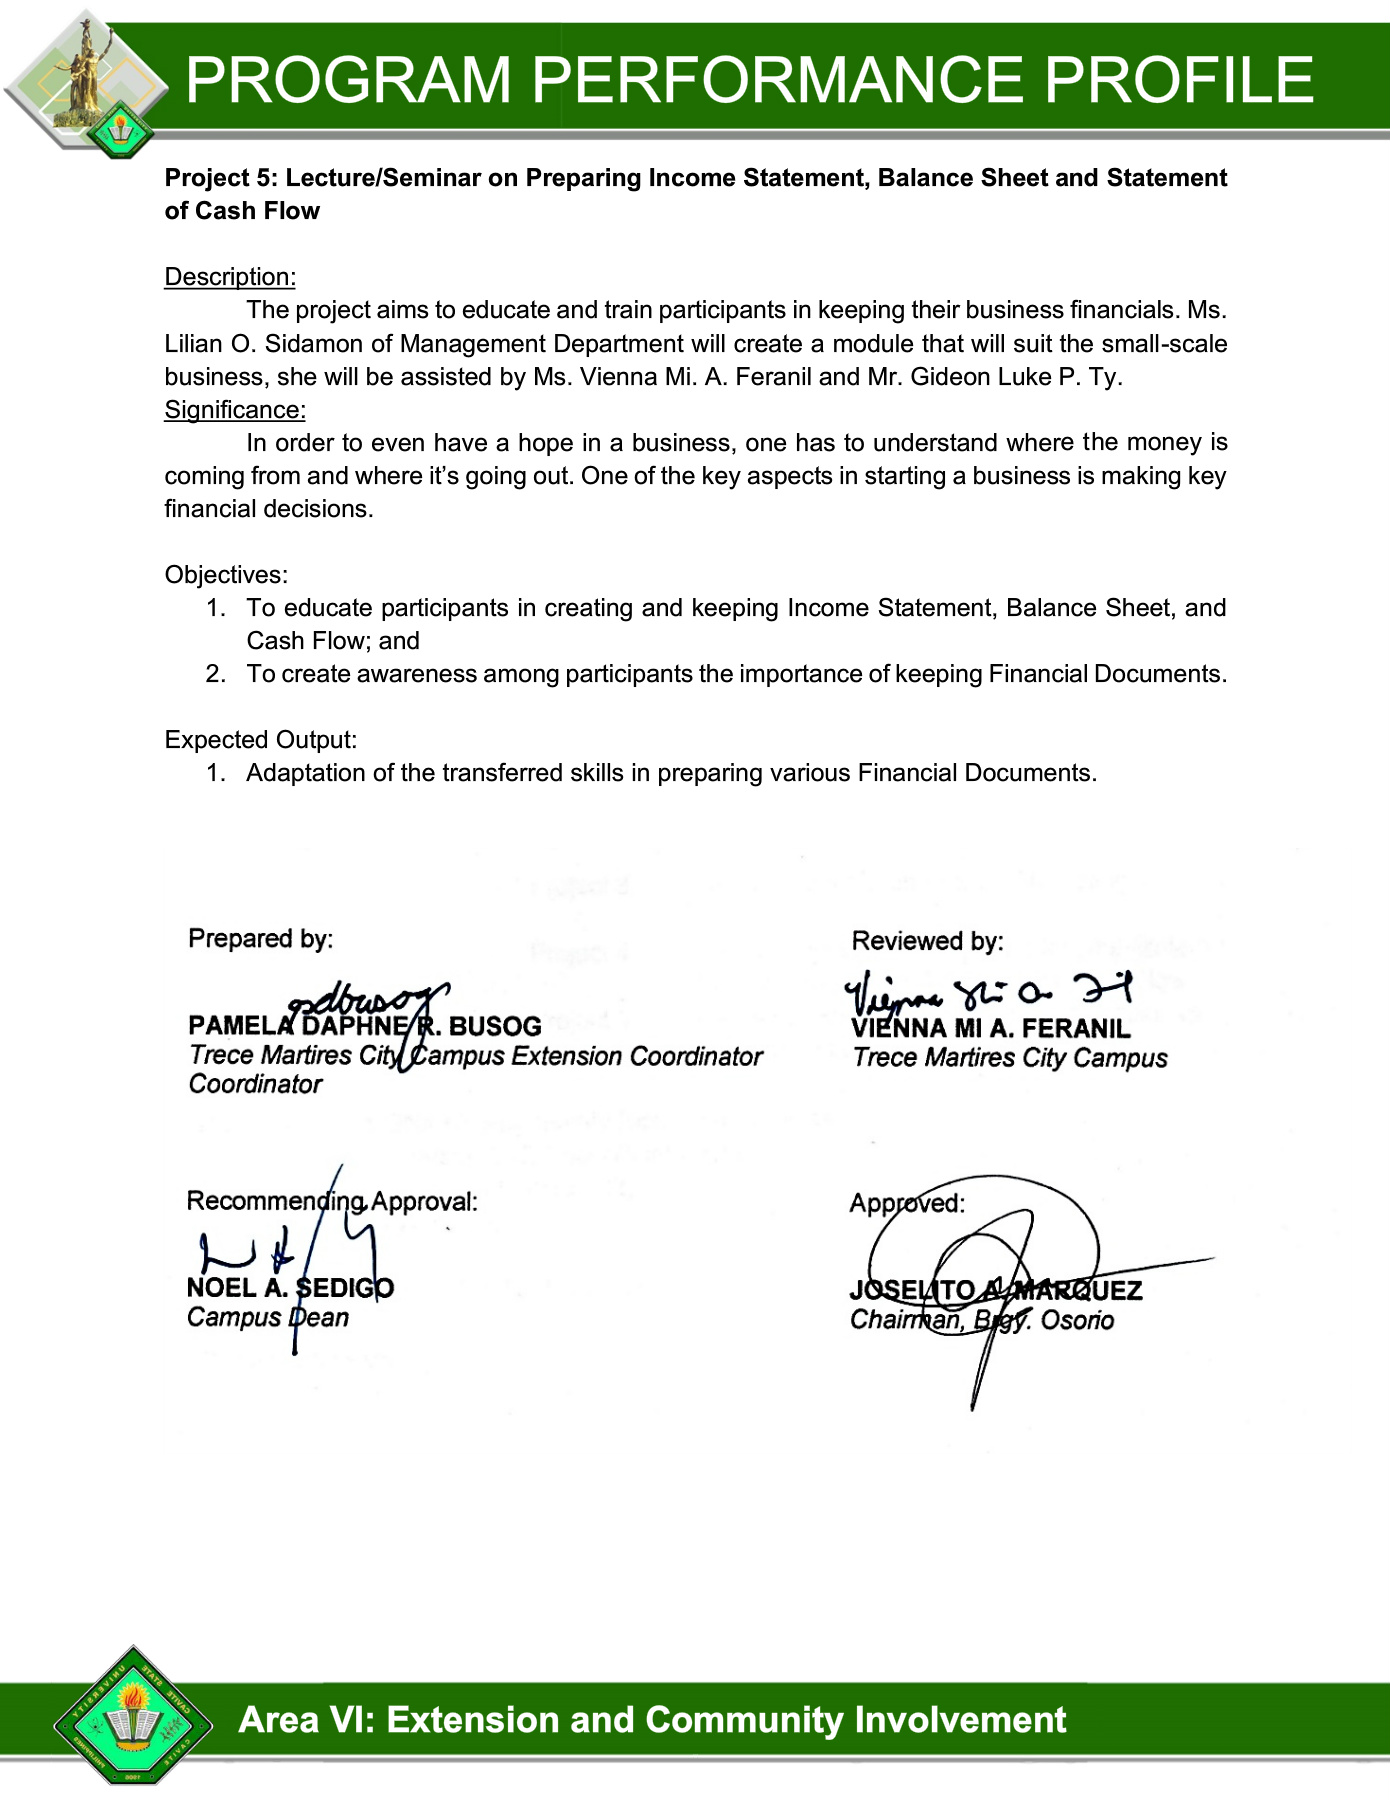 PROGRAM PERFORMANCE PROFILE
Project 5: Lecture/Seminar on Preparing Income Statement, Balance Sheet and Statement
of Cash Flow
Description:
The project aims to educate and train participants in keeping their business financials. Ms.
Lilian O. Sidamon of Management Department will create a module that will suit the small-scale
business, she will be assisted by Ms. Vienna Mi. A. Feranil and Mr. Gideon Luke P. Ty.
Significance:
In order to even have a hope in a business, one has to understand where the money is
coming from and where it’s going out. One of the key aspects in starting a business is making key
financial decisions.
Objectives:
1. To educate participants in creating and keeping Income Statement, Balance Sheet, and
Cash Flow; and
2. To create awareness among participants the importance of keeping Financial Documents.
Expected Output:
1. Adaptation of the transferred skills in preparing various Financial Documents.
Prepared by:
pdbusog
PAMELA DAPHNE R. BUSOG
Trece Martires City Campus Extension Coordinator
Coordinator
Reviewed by:
VIENNA MI A. FERANIL
Trece Martires City Campus
Recommending Approval:
NOEL A. SEDIGO
Campus Dean
Approved:
JOSELITO A. MARQUEZ
Chairman, Brgy. Osorio
CAVITE STATE UNIVERSITY
CAVITE PHILIPPINES
Area VI: Extension and Community Involvement